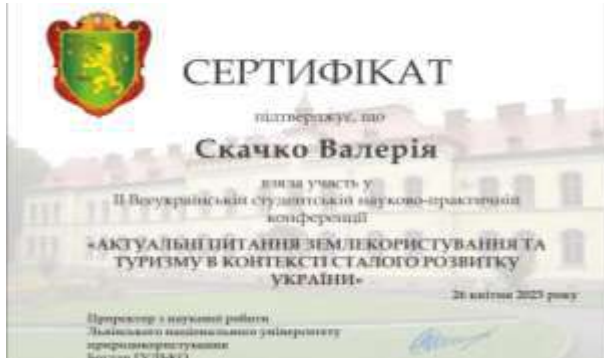 СЕРТИФІКАТ
підтверджує, що
Скачко Валерія
взяла участь у
ІІ Всеукраїнській студентській науково-практичній
конференції
«АКТУАЛЬНІ ПИТАННЯ ЗЕМЛЕКОРИСТУВАННЯ ТА
ТУРИЗМУ В КОНТЕКСТІ СТАЛОГО РОЗВИТКУ
УКРАЇНИ»
26 квітня 2023 року
Проректор з наукової роботи
Львівського національного університету
природокористування
Богдан